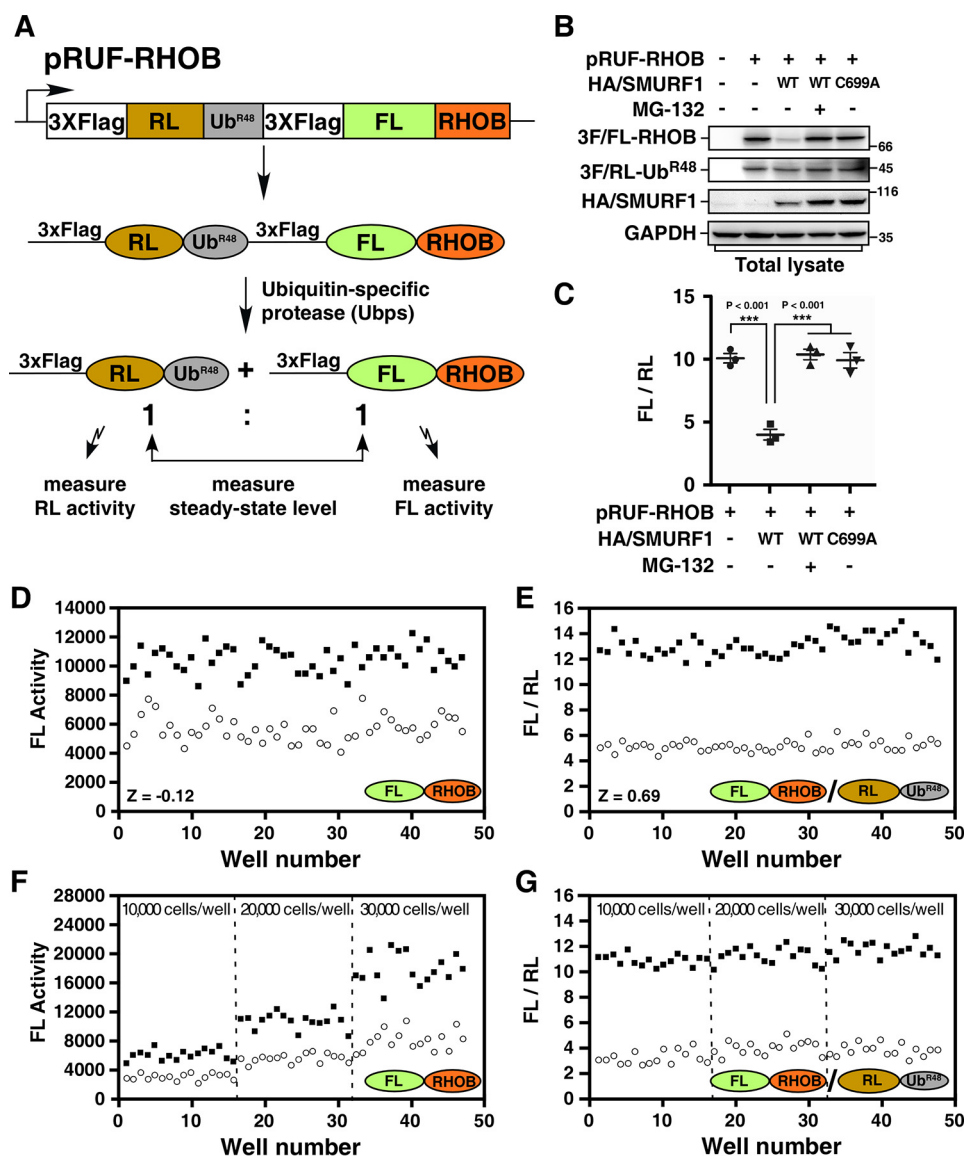 A
pRUF-RHOB
3XFlag RL Ub^R48 3XFlag FL RHOB
3xFlag RL Ub^R48 3xFlag FL RHOB
Ubiquitin-specific
protease (Ubps)
3xFlag RL Ub^R48 + 3xFlag FL RHOB
1 : 1
measure
RL activity
measure
steady-state level
measure
FL activity
B
pRUF-RHOB - + + + +
HA/SMURF1 - - WT WT C699A
MG-132 +
3F/FL-RHOB 66
3F/RL-Ub^R48 45
HA/SMURF1 116
GAPDH 35
Total lysate
C
FL / RL
15
10
5
0
P < 0.001
***
P < 0.001
***
pRUF-RHOB + + + +
HA/SMURF1 - WT WT C699A
MG-132 - - + -
D
FL Activity
14000
12000
10000
8000
6000
4000
2000
0
Z = -0.12
FL RHOB
0 10 20 30 40 50
Well number
E
FL / RL
16
14
12
10
8
6
4
2
0
Z = 0.69
FL RHOB / RL Ub^R48
0 10 20 30 40 50
Well number
F
FL Activity
28000
24000
20000
16000
12000
8000
4000
0
10,000 cells/well 20,000 cells/well 30,000 cells/well
FL RHOB
0 10 20 30 40 50
Well number
G
FL / RL
16
14
12
10
8
6
4
2
0
10,000 cells/well 20,000 cells/well 30,000 cells/well
FL RHOB / RL Ub^R48
0 10 20 30 40 50
Well number